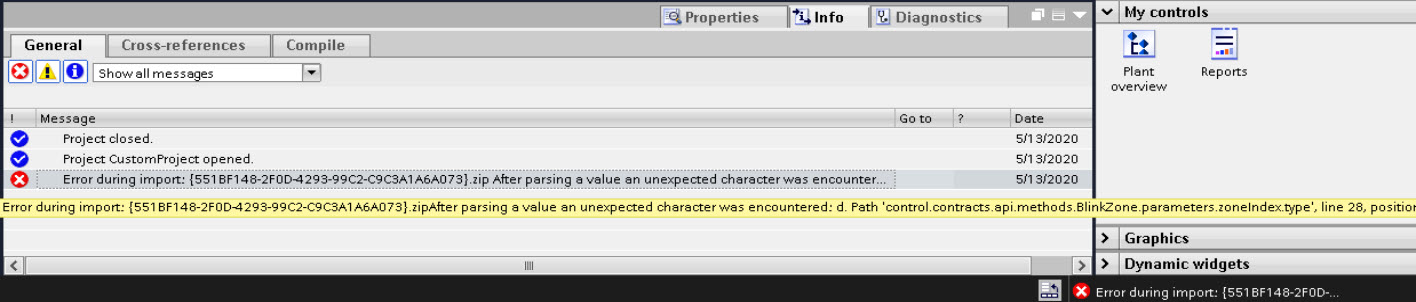 Properties Info Diagnostics
My controls
General Cross-references Compile
Show all messages
Plant overview
Reports
! Message Go to ? Date
Project closed. 5/13/2020
Project CustomProject opened. 5/13/2020
Error during import: {551BF148-2F0D-4293-99C2-C9C3A1A6A073}.zip After parsing a value an unexpected character was encounter... 5/13/2020
Error during import: {551BF148-2F0D-4293-99C2-C9C3A1A6A073}.zipAfter parsing a value an unexpected character was encountered: d. Path 'control.contracts.api.methods.BlinkZone.parameters.zoneIndex.type', line 28, position
Graphics
Dynamic widgets
Error during import: {551BF148-2F0D-...